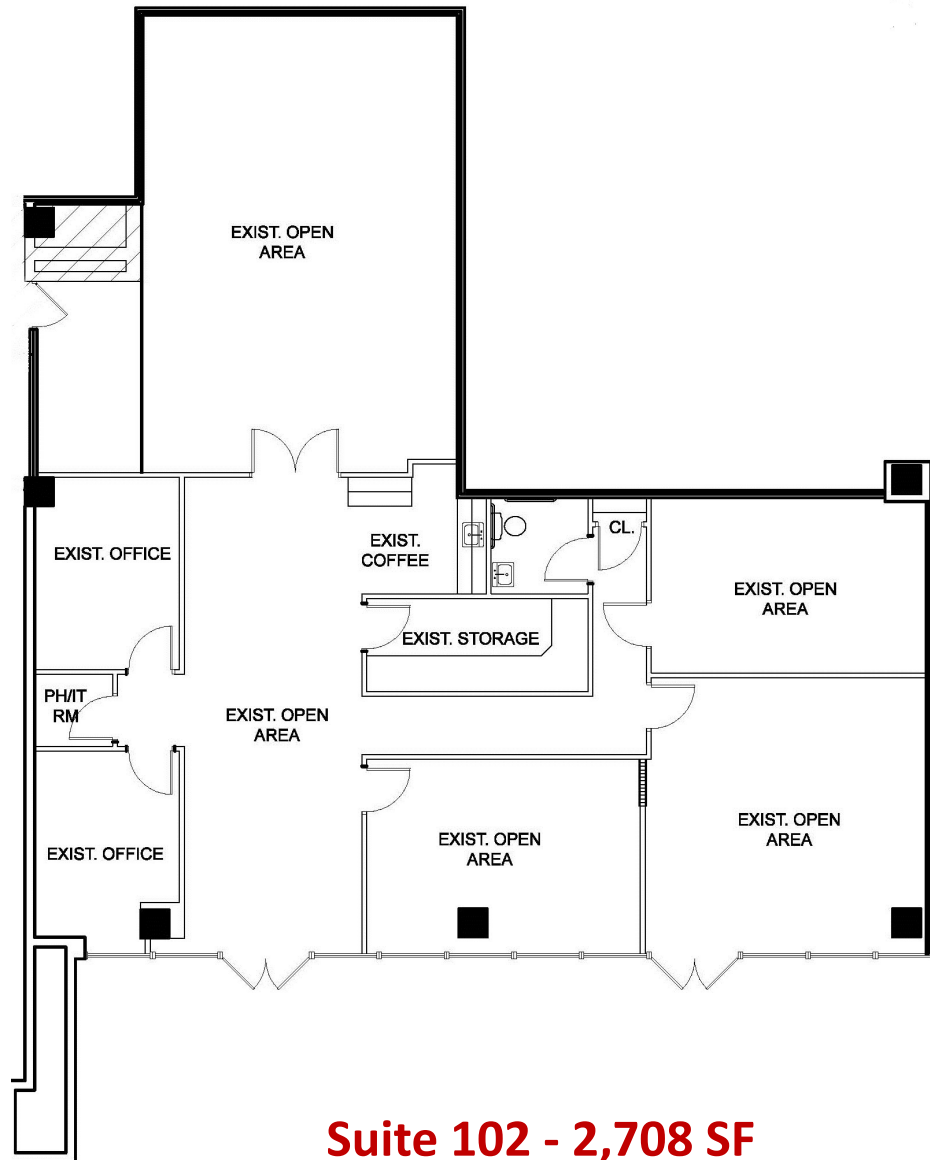 EXIST. OPEN
AREA
EXIST. OFFICE
EXIST.
COFFEE
CL.
EXIST. OPEN
AREA
EXIST. STORAGE
PH/IT
RM
EXIST. OPEN
AREA
EXIST. OFFICE
EXIST. OPEN
AREA
EXIST. OPEN
AREA
Suite 102 - 2,708 SF